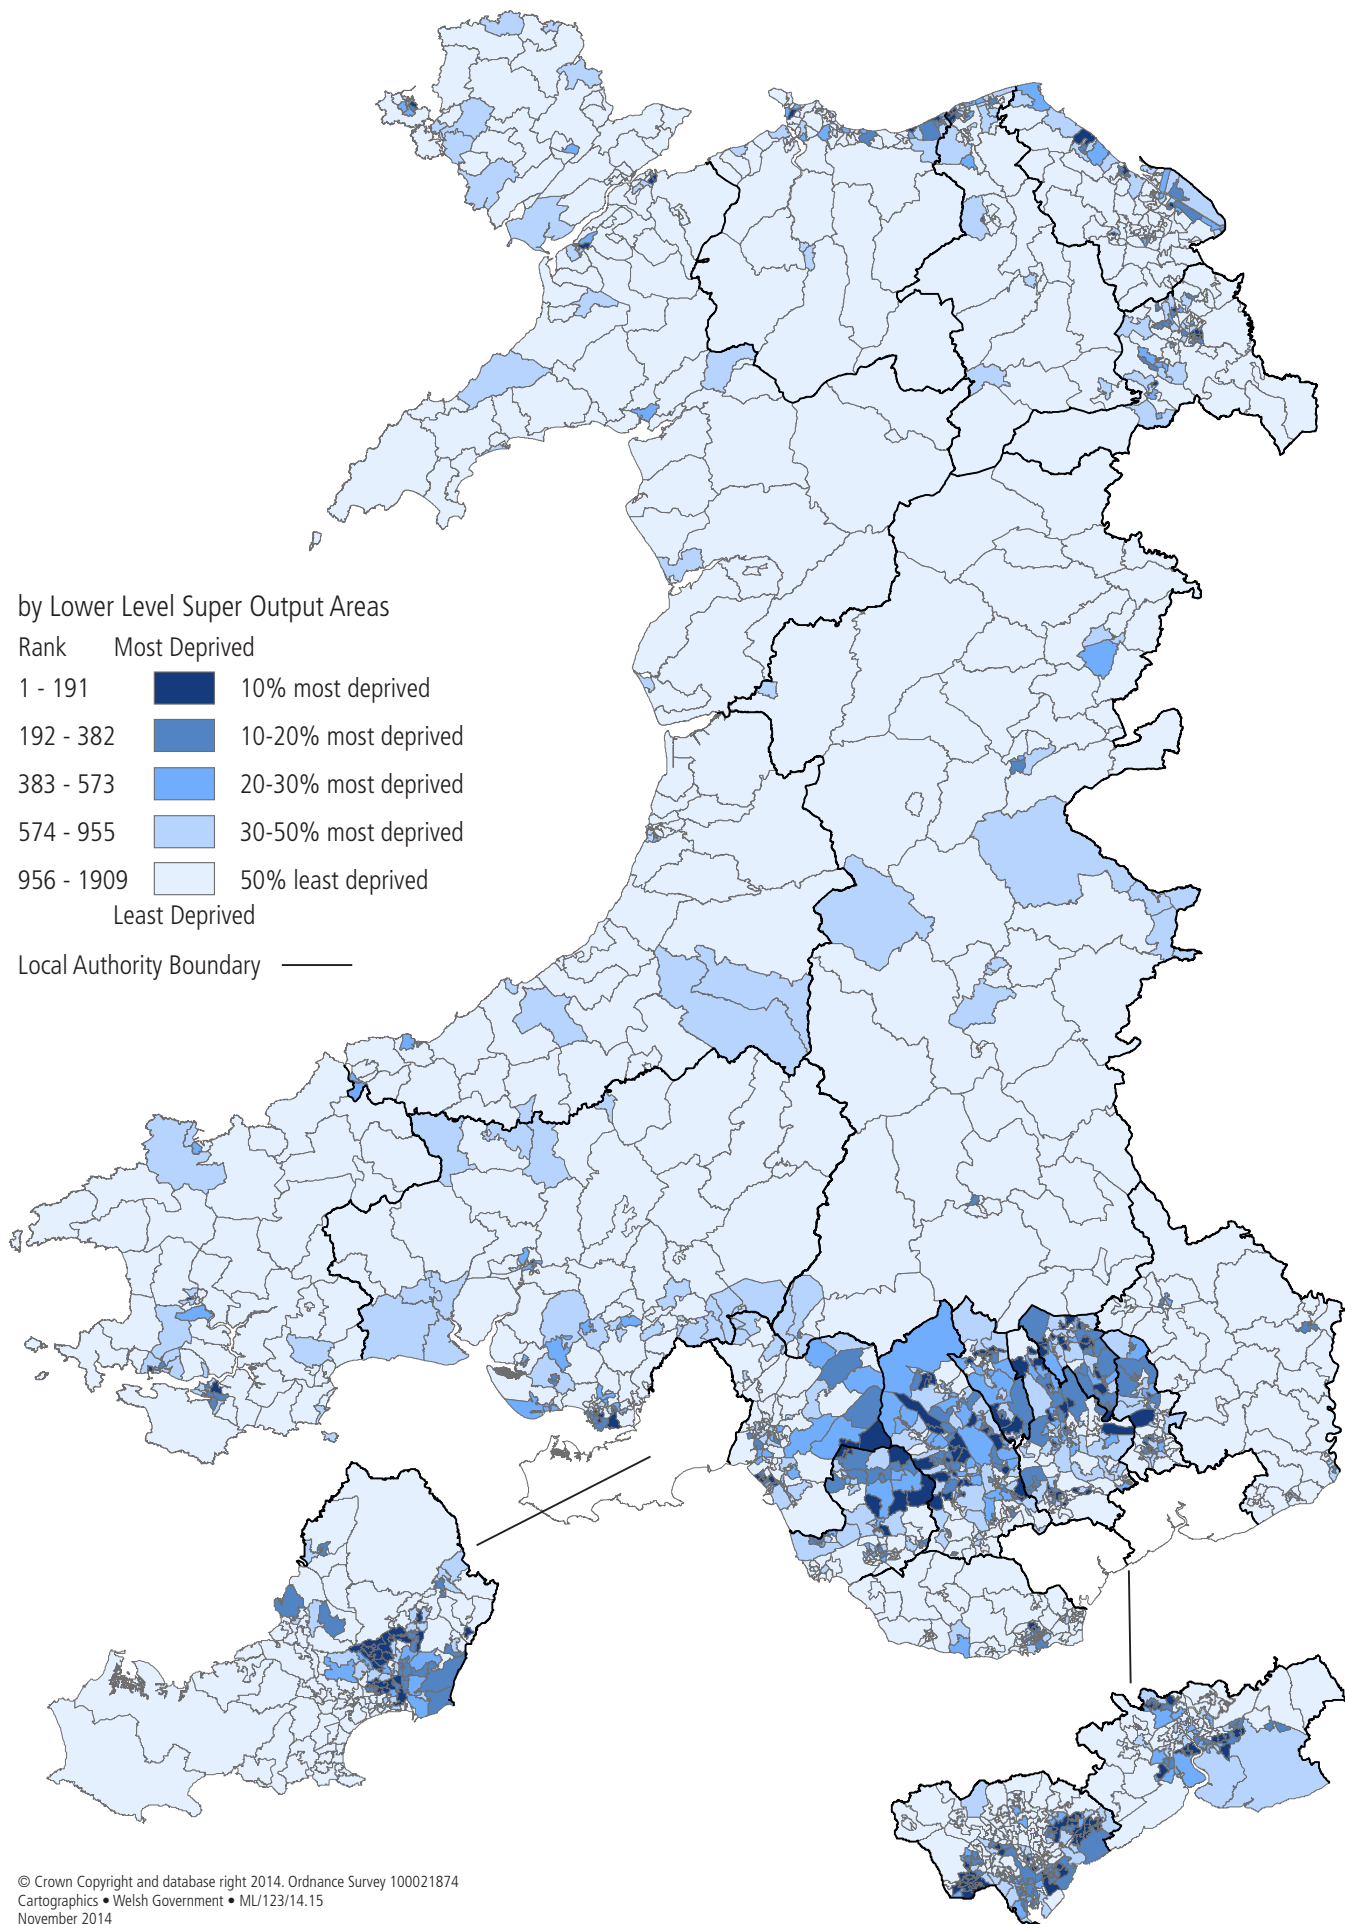 by Lower Level Super Output Areas
Rank Most Deprived
1 - 191 10% most deprived
192 - 382 10-20% most deprived
383 - 573 20-30% most deprived
574 - 955 30-50% most deprived
956 - 1909 50% least deprived
Least Deprived
Local Authority Boundary
© Crown Copyright and database right 2014. Ordnance Survey 100021874
Cartographics • Welsh Government • ML/123/14.15
November 2014